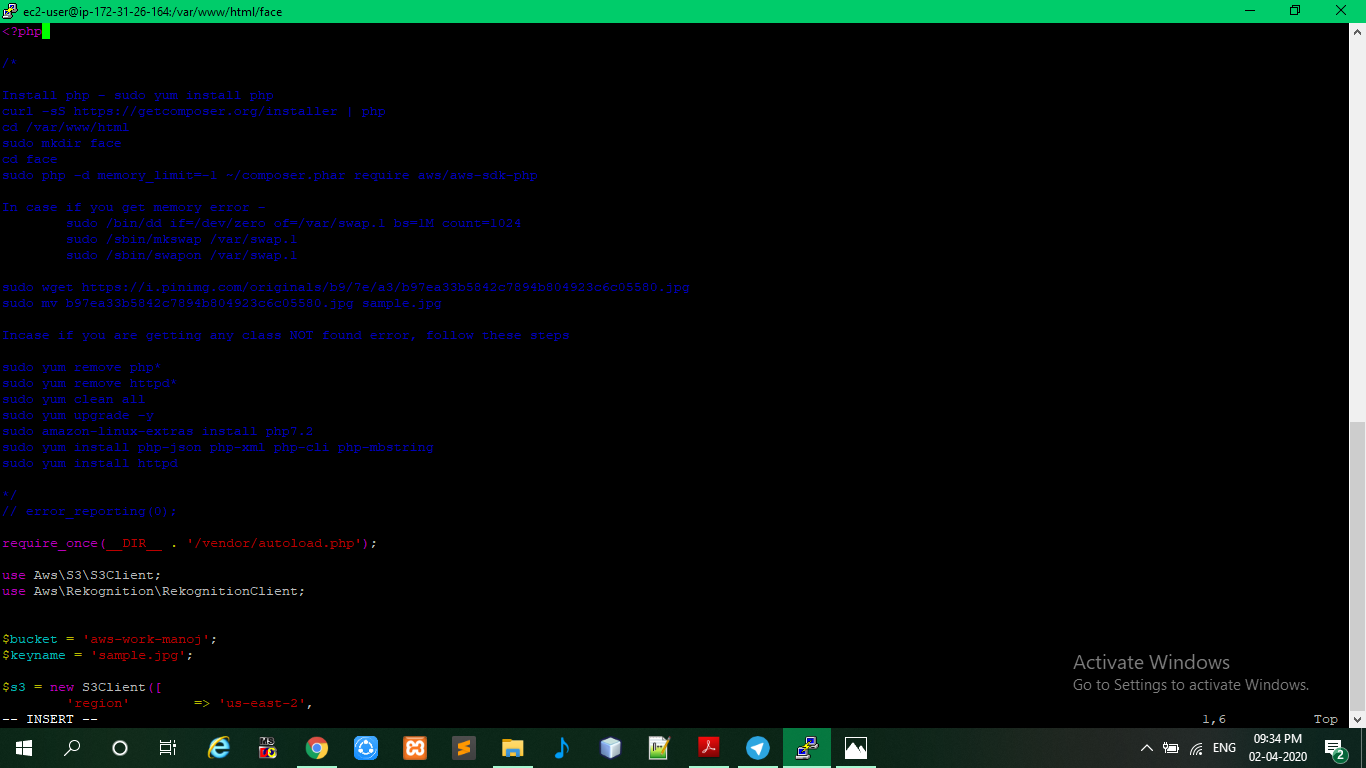 ec2-user@ip-172-31-26-164:/var/www/html/face
<?php
/*
Install php - sudo yum install php
curl -sS https://getcomposer.org/installer | php
cd /var/www/html
sudo mkdir face
cd face
sudo php -d memory_limit=-1 ~/composer.phar require aws/aws-sdk-php
In case if you get memory error -
sudo /bin/dd if=/dev/zero of=/var/swap.1 bs=1M count=1024
sudo /sbin/mkswap /var/swap.1
sudo /sbin/swapon /var/swap.1
sudo wget https://i.pinimg.com/originals/b9/7e/a3/b97ea33b5842c7894b804923c6c05580.jpg
sudo mv b97ea33b5842c7894b804923c6c05580.jpg sample.jpg
Incase if you are getting any class NOT found error, follow these steps
sudo yum remove php*
sudo yum remove httpd*
sudo yum clean all
sudo yum upgrade -y
sudo amazon-linux-extras install php7.2
sudo yum install php-json php-xml php-cli php-mbstring
sudo yum install httpd
*/
// error_reporting(0);
require_once(__DIR__ . '/vendor/autoload.php');
use Aws\S3\S3Client;
use Aws\Rekognition\RekognitionClient;
$bucket = 'aws-work-manoj';
$keyname = 'sample.jpg';
$s3 = new S3Client([
'region' => 'us-east-2',
-- INSERT -- 1,6 Top
Activate Windows
Go to Settings to activate Windows.
ENG
09:34 PM
02-04-2020
2